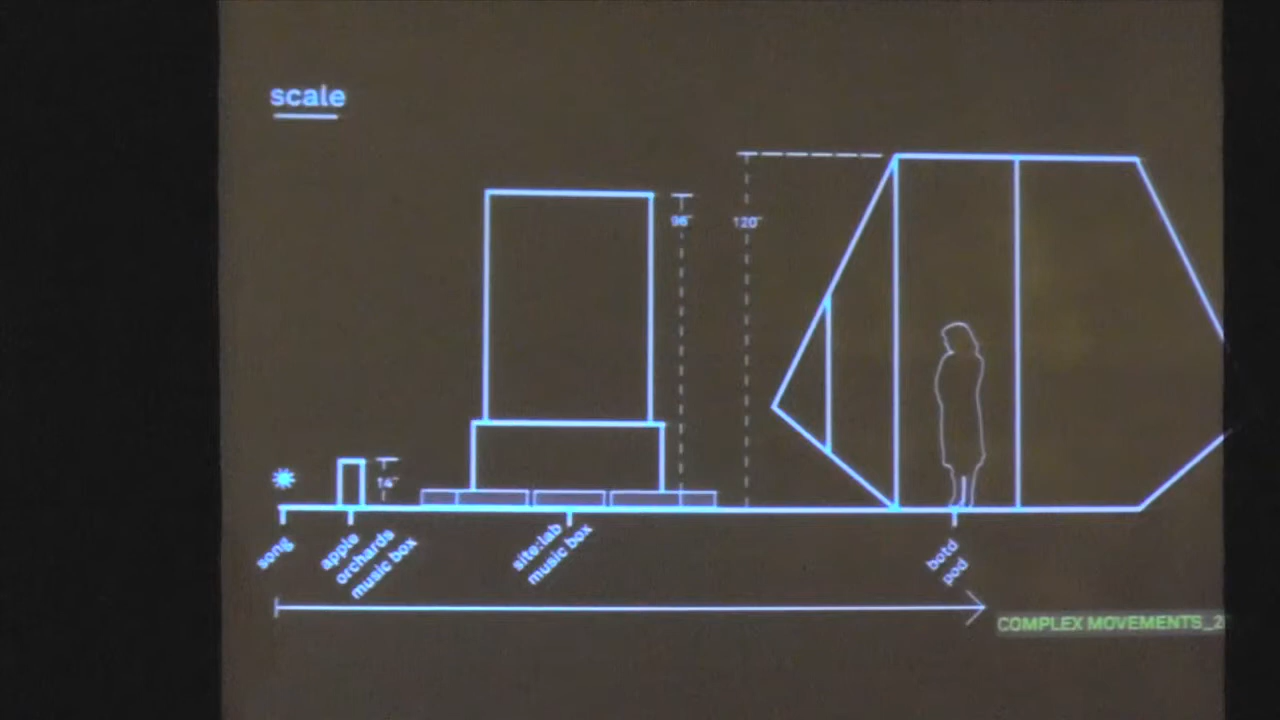 scale
96"
120"
14"
song
apple
orchards
music box
site:lab
music box
botd
pod
COMPLEX MOVEMENTS_2